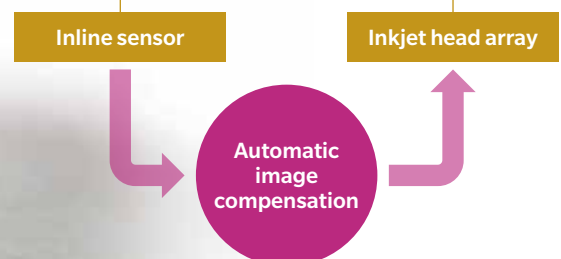 Inline sensor
Inkjet head array
Automatic
image
compensation